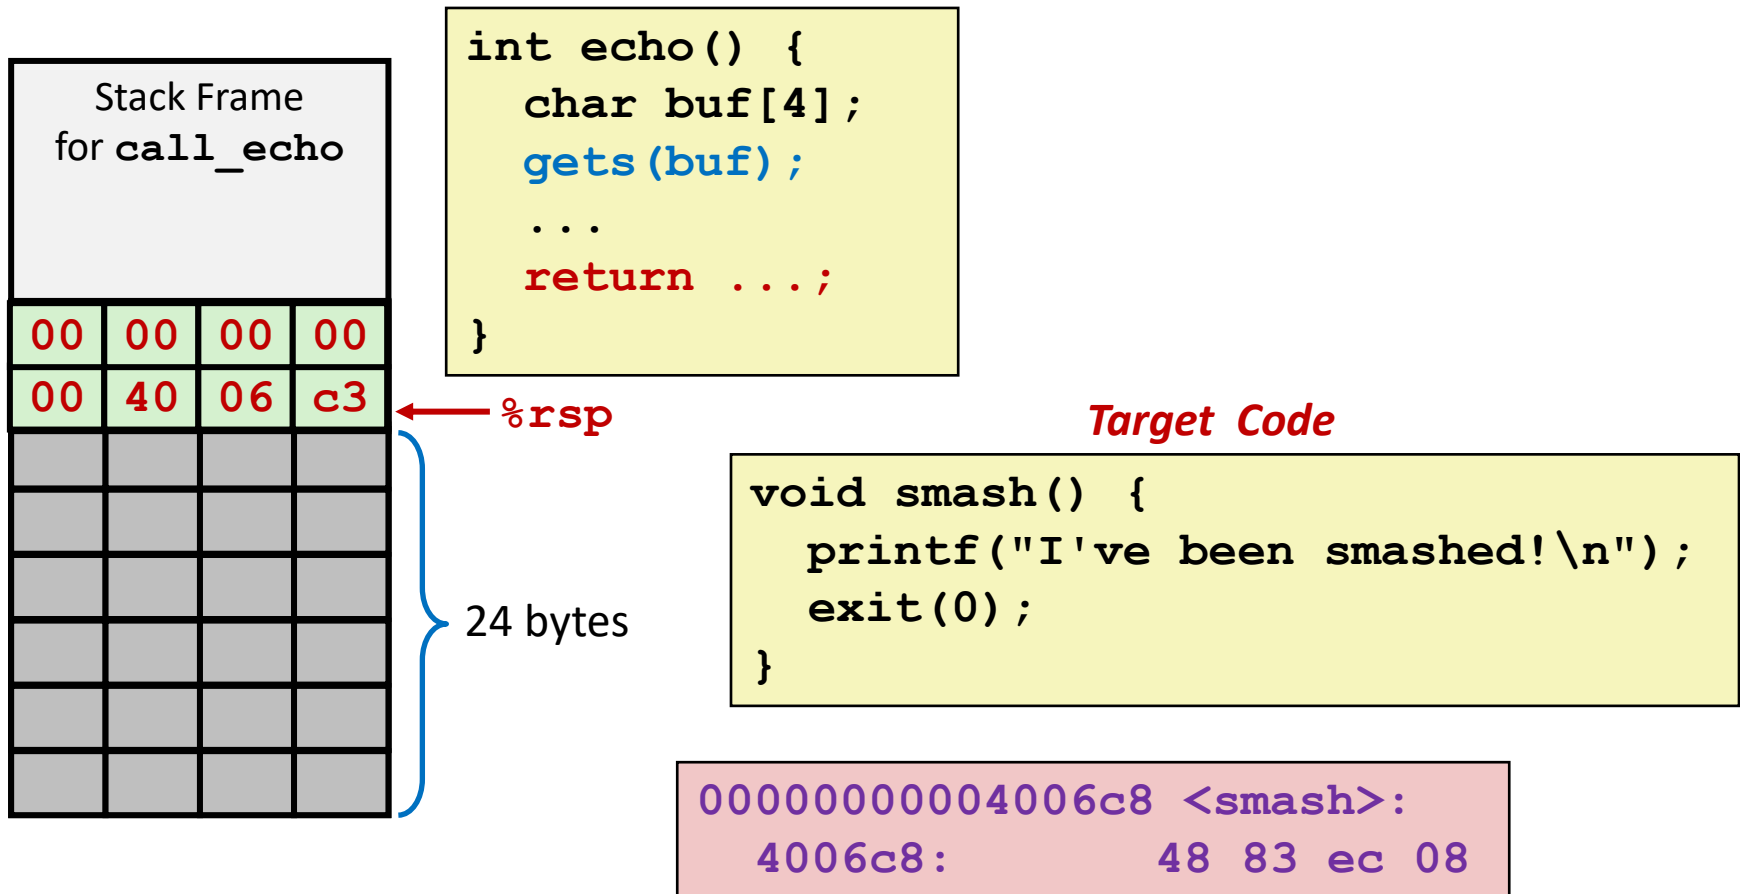 Stack Frame
for call_echo
00 00 00 00
00 40 06 c3
%rsp
24 bytes
int echo() {
  char buf[4];
  gets(buf);
  ...
  return ...;
}
Target Code
void smash() {
  printf("I've been smashed!\n");
  exit(0);
}
00000000004006c8 <smash>:
  4006c8:       48 83 ec 08